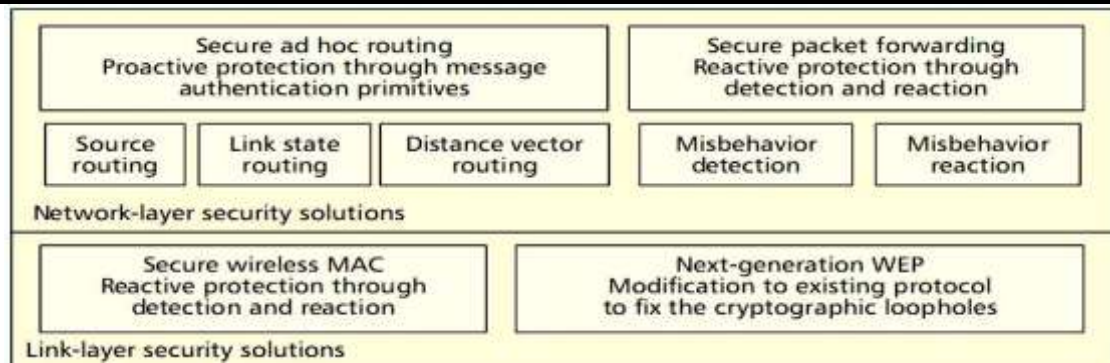 Secure ad hoc routing
Proactive protection through message
authentication primitives
Secure packet forwarding
Reactive protection through
detection and reaction
Source
routing
Link state
routing
Distance vector
routing
Misbehavior
detection
Misbehavior
reaction
Network-layer security solutions
Secure wireless MAC
Reactive protection through
detection and reaction
Next-generation WEP
Modification to existing protocol
to fix the cryptographic loopholes
Link-layer security solutions